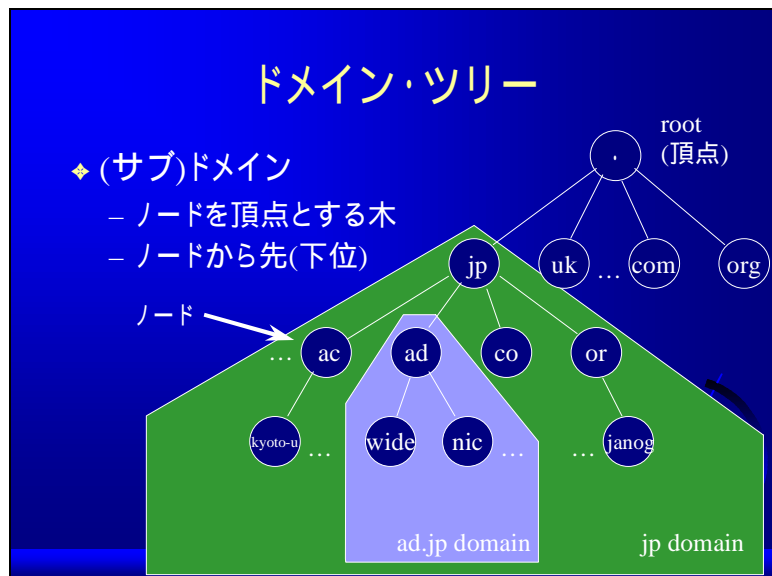 ドメイン・ツリー
root
(頂点)
.
❖ (サブ)ドメイン
– ノードを頂点とする木
– ノードから先(下位)
jp
uk
…
com
org
ノード
…
ac
ad
co
or
kyoto-u
…
wide
nic
…
…
janog
ad.jp domain
jp domain